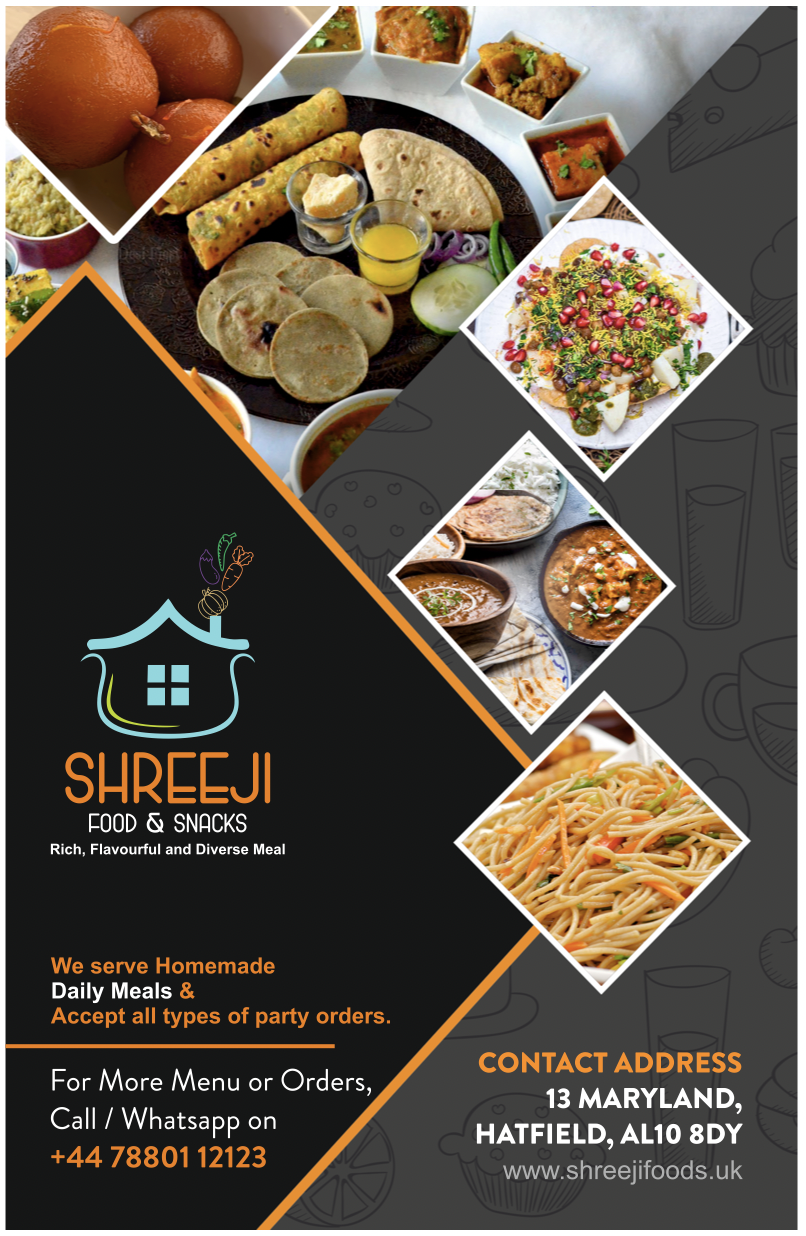 SHREEJI
FOOD & SNACKS
Rich, Flavourful and Diverse Meal
We serve Homemade
Daily Meals &
Accept all types of party orders.
For More Menu or Orders,
Call / Whatsapp on
+44 78801 12123
CONTACT ADDRESS
13 MARYLAND,
HATFIELD, AL10 8DY
www.shreejifoods.uk